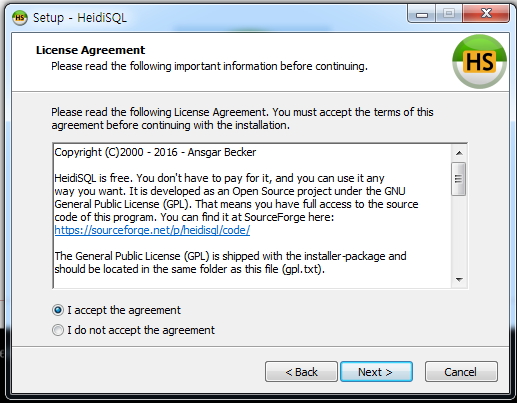 HS Setup - HeidiSQL
License Agreement
Please read the following important information before continuing.
HS
Please read the following License Agreement. You must accept the terms of this
agreement before continuing with the installation.
Copyright (C)2000 - 2016 - Ansgar Becker
HeidiSQL is free. You don't have to pay for it, and you can use it any
way you want. It is developed as an Open Source project under the GNU
General Public License (GPL). That means you have full access to the source
code of this program. You can find it at SourceForge here:
https://sourceforge.net/p/heidisql/code/
The General Public License (GPL) is shipped with the installer-package and
should be located in the same folder as this file (gpl.txt).
I accept the agreement
I do not accept the agreement
< Back
Next >
Cancel